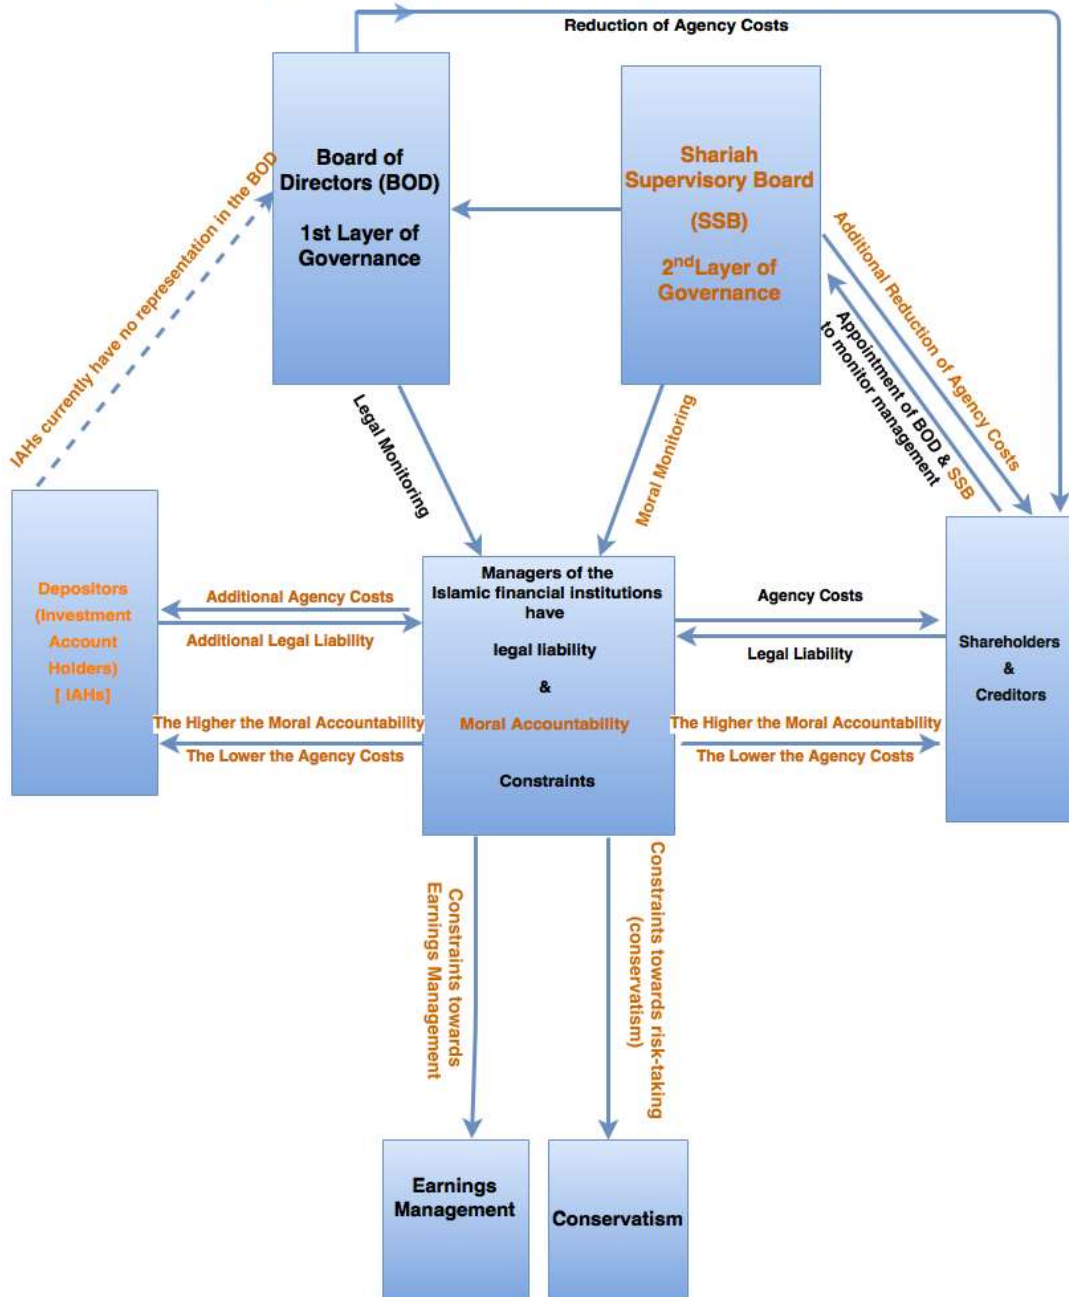 Reduction of Agency Costs
Board of
Directors (BOD)
1st Layer of
Governance
Shariah
Supervisory Board
(SSB)
2nd Layer of
Governance
IAHs currently have no representation in the BOD
Additional Reduction of Agency Costs
Appointment of BOD & SSB
to monitor management
Legal Monitoring
Moral Monitoring
Depositors
(Investment
Account
Holders)
[ IAHs]
Additional Agency Costs
Additional Legal Liability
The Higher the Moral Accountability
The Lower the Agency Costs
Managers of the
Islamic financial institutions
have
legal liability
&
Moral Accountability
Constraints
Agency Costs
Legal Liability
The Higher the Moral Accountability
The Lower the Agency Costs
Shareholders
&
Creditors
Constraints towards
Earnings Management
Constraints towards risk-taking
(conservatism)
Earnings
Management
Conservatism